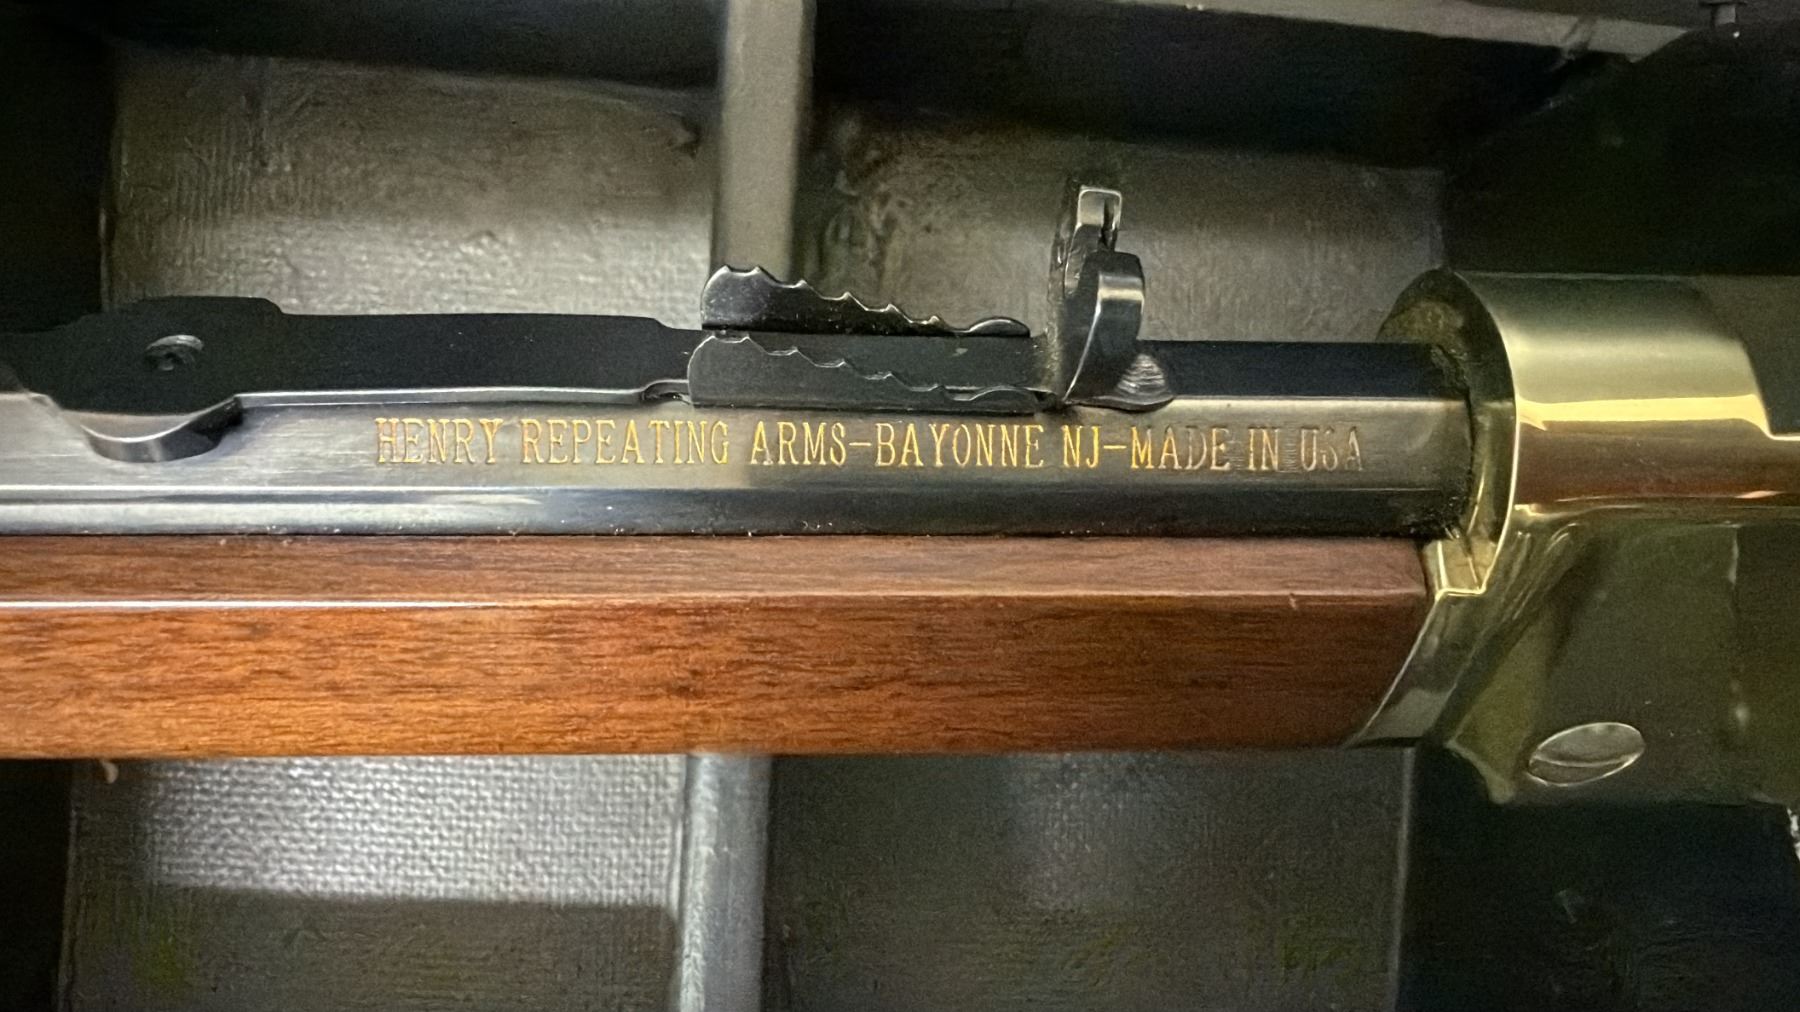 HENRY REPEATING ARMS-BAYONNE NJ-MADE IN USA